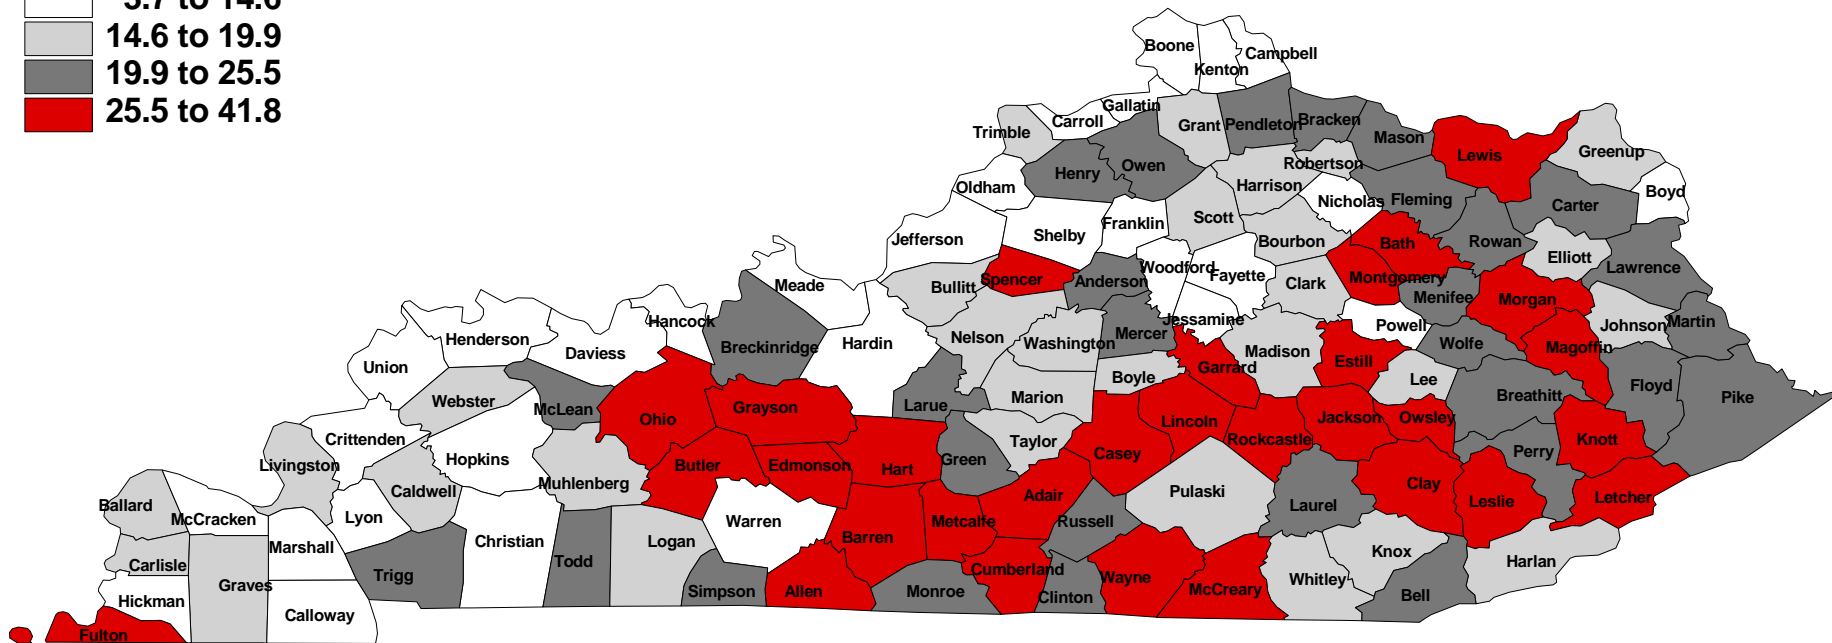 14.6 to 19.9
19.9 to 25.5
25.5 to 41.8
Boone
Campbell
Kenton
Gallatin
Carroll
Trimble
Grant
Pendleton
Bracken
Mason
Lewis
Greenup
Robertson
Owen
Henry
Oldham
Harrison
Nicholas
Fleming
Boyd
Carter
Scott
Franklin
Shelby
Jefferson
Bourbon
Bath
Rowan
Elliott
Lawrence
Woodford
Fayette
Anderson
Spencer
Bullitt
Meade
Clark
Montgomery
Menifee
Morgan
Hancock
Henderson
Daviess
Breckinridge
Hardin
Nelson
Washington
Mercer
Jessamine
Powell
Johnson
Martin
Union
Madison
Estill
Wolfe
Magoffin
Garrard
Boyle
Lee
Breathitt
Floyd
Pike
Webster
McLean
Ohio
Grayson
Larue
Marion
Lincoln
Jackson
Owsley
Crittenden
Taylor
Rockcastle
Knott
Livingston
Hopkins
Butler
Edmonson
Hart
Green
Casey
Perry
Muhlenberg
Caldwell
Adair
Pulaski
Clay
Leslie
Letcher
Ballard
McCracken
Lyon
Warren
Metcalfe
Russell
Laurel
Marshall
Christian
Logan
Barren
Knox
Carlisle
Trigg
Todd
Cumberland
Wayne
Whitley
Harlan
Graves
Simpson
Allen
Monroe
Clinton
McCreary
Bell
Hickman
Calloway
Fulton